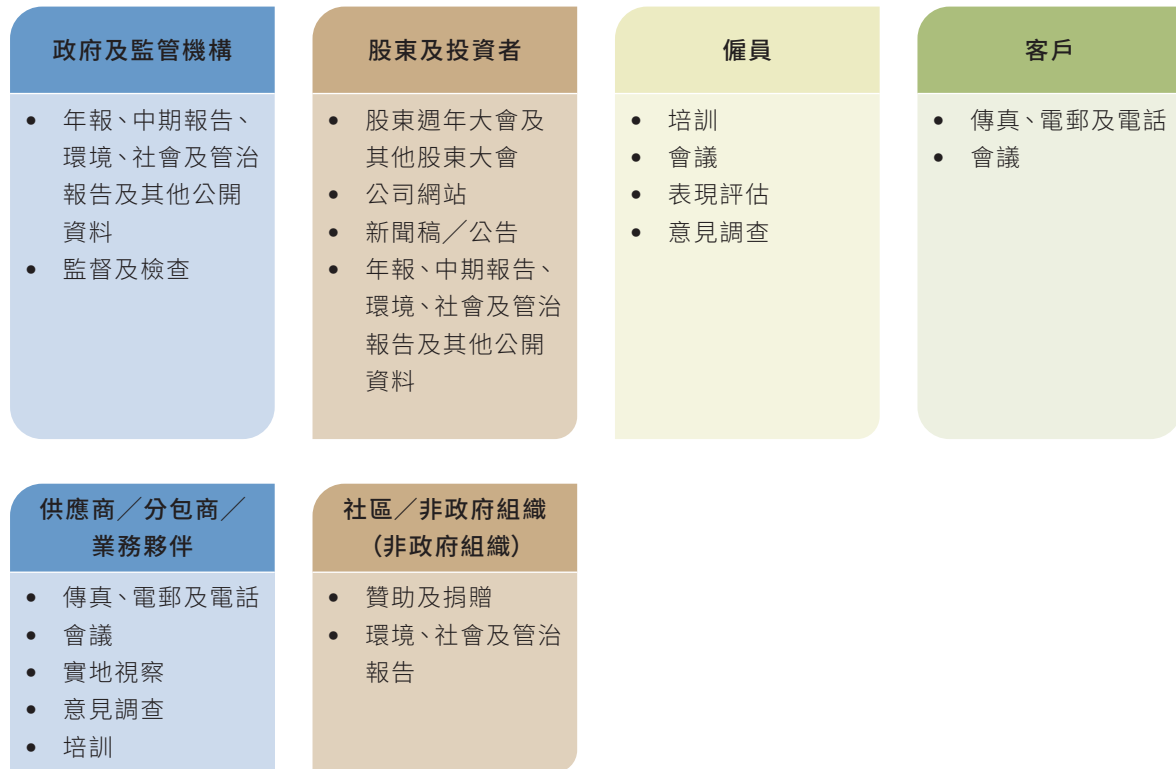 政府及監管機構
• 年報、中期報告、
環境、社會及管治
報告及其他公開
資料
• 監督及檢查
股東及投資者
• 股東週年大會及
其他股東大會
• 公司網站
• 新聞稿／公告
• 年報、中期報告、
環境、社會及管治
報告及其他公開
資料
僱員
• 培訓
• 會議
• 表現評估
• 意見調查
客戶
• 傳真、電郵及電話
• 會議
供應商／分包商／
業務夥伴
• 傳真、電郵及電話
• 會議
• 實地視察
• 意見調查
• 培訓
社區／非政府組織
（非政府組織）
• 贊助及捐贈
• 環境、社會及管治
報告